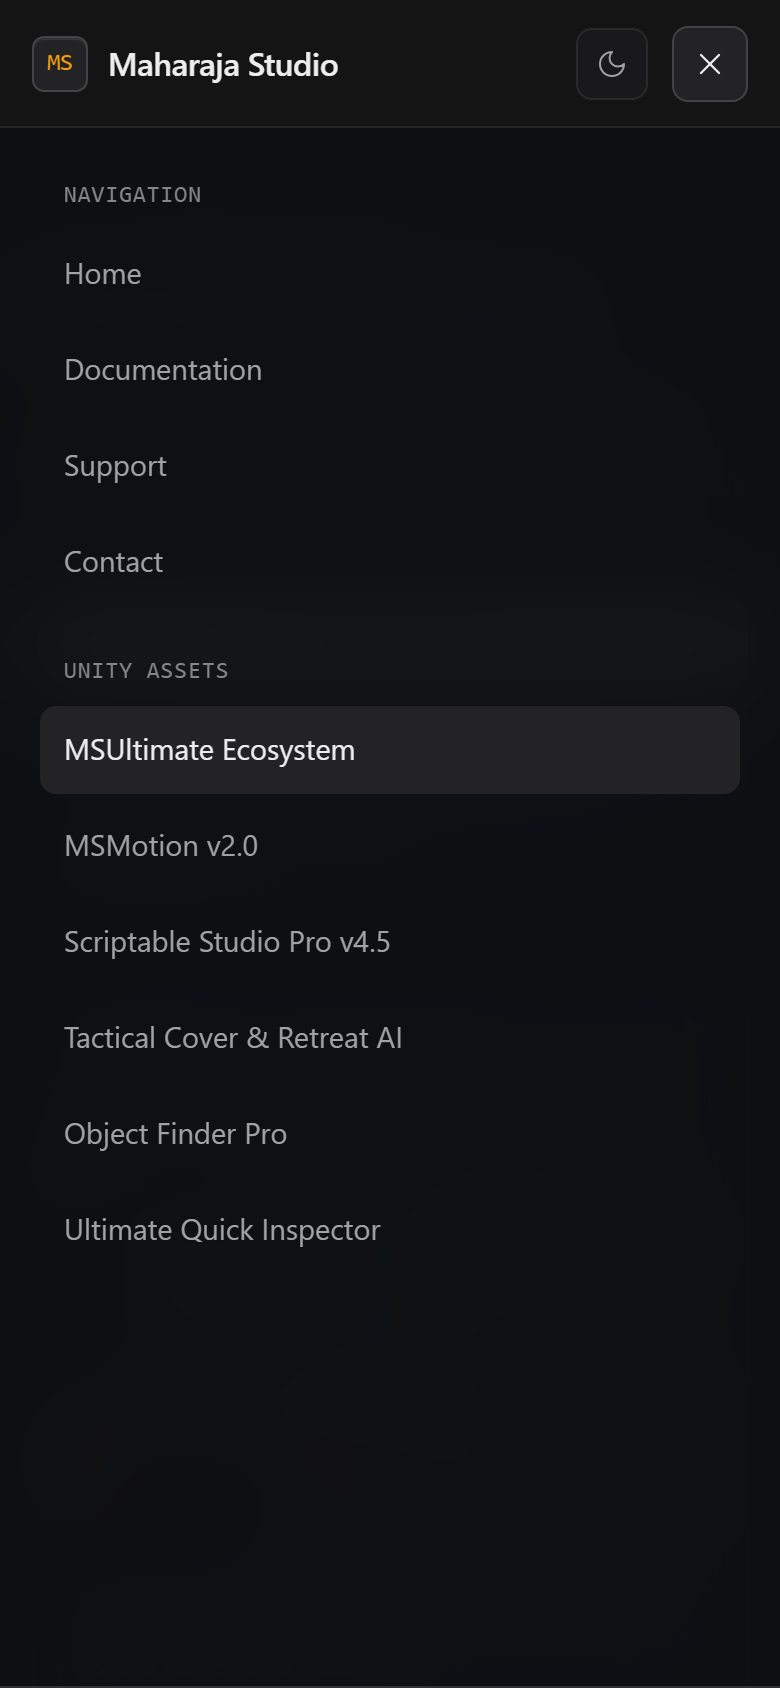 MS
Maharaja Studio
NAVIGATION
Home
Documentation
Support
Contact
UNITY ASSETS
MSUltimate Ecosystem
MSMotion v2.0
Scriptable Studio Pro v4.5
Tactical Cover & Retreat AI
Object Finder Pro
Ultimate Quick Inspector